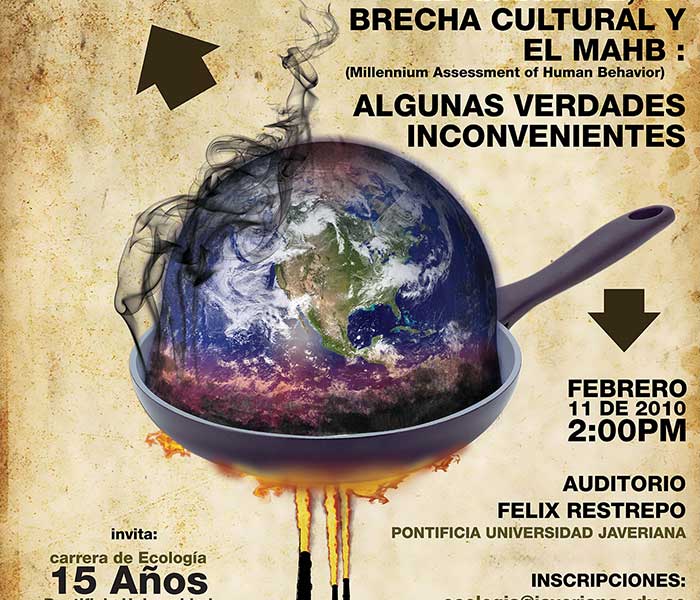 BRECHA CULTURAL Y
EL MAHB :
(Millennium Assessment of Human Behavior)
ALGUNAS VERDADES
INCONVENIENTES
FEBRERO
11 DE 2010
2:00PM
AUDITORIO
FELIX RESTREPO
PONTIFICIA UNIVERSIDAD JAVERIANA
invita:
carrera de Ecología
15 Años
INSCRIPCIONES: